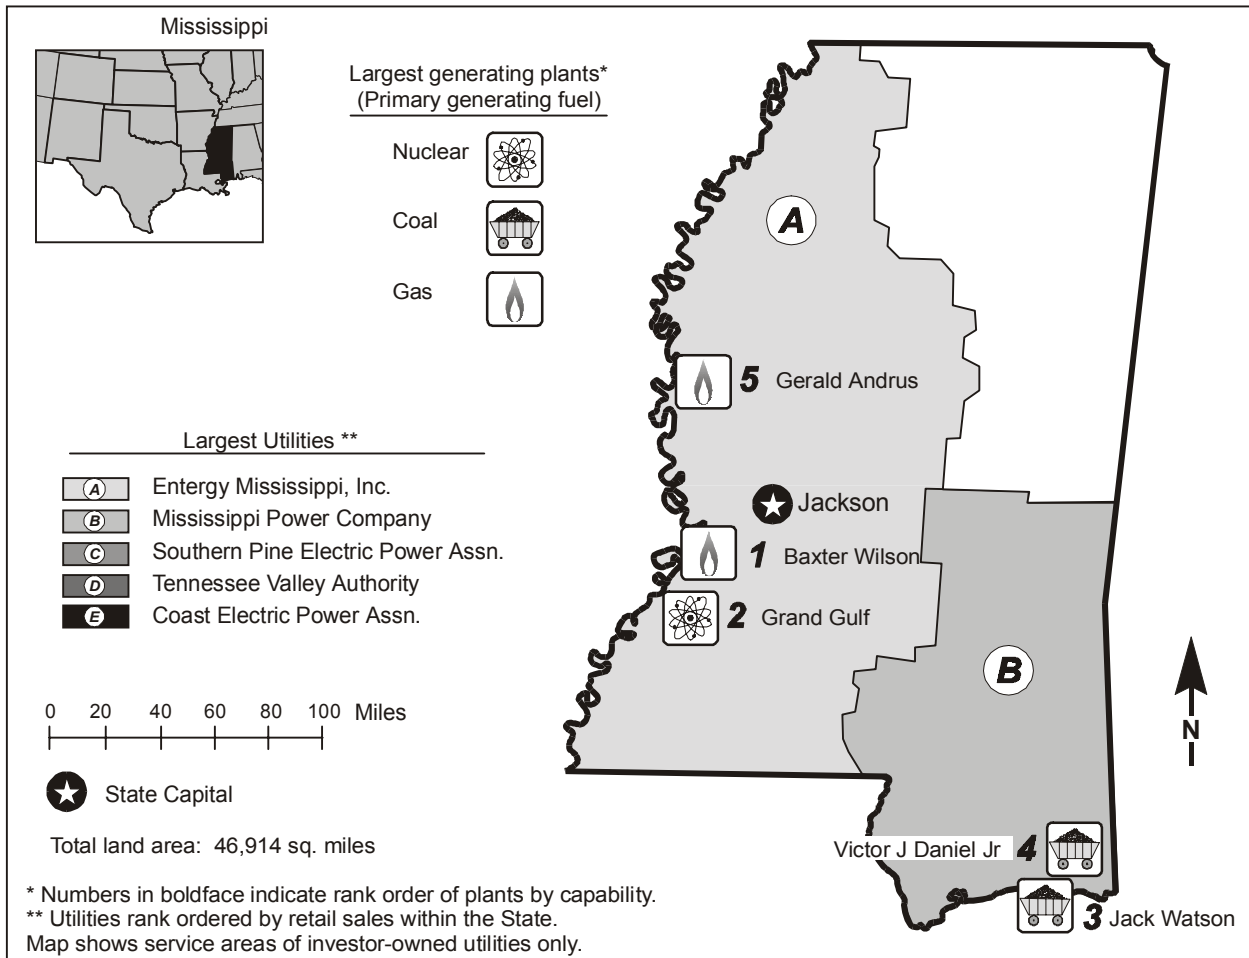 Mississippi
Largest generating plants*
(Primary generating fuel)
Nuclear
Coal
Gas
A
5 Gerald Andrus
Largest Utilities **
A Entergy Mississippi, Inc.
B Mississippi Power Company
C Southern Pine Electric Power Assn.
D Tennessee Valley Authority
E Coast Electric Power Assn.
Jackson
1 Baxter Wilson
2 Grand Gulf
B
N
0 20 40 60 80 100 Miles
State Capital
Total land area: 46,914 sq. miles
Victor J Daniel Jr 4
3 Jack Watson
* Numbers in boldface indicate rank order of plants by capability.
** Utilities rank ordered by retail sales within the State.
Map shows service areas of investor-owned utilities only.